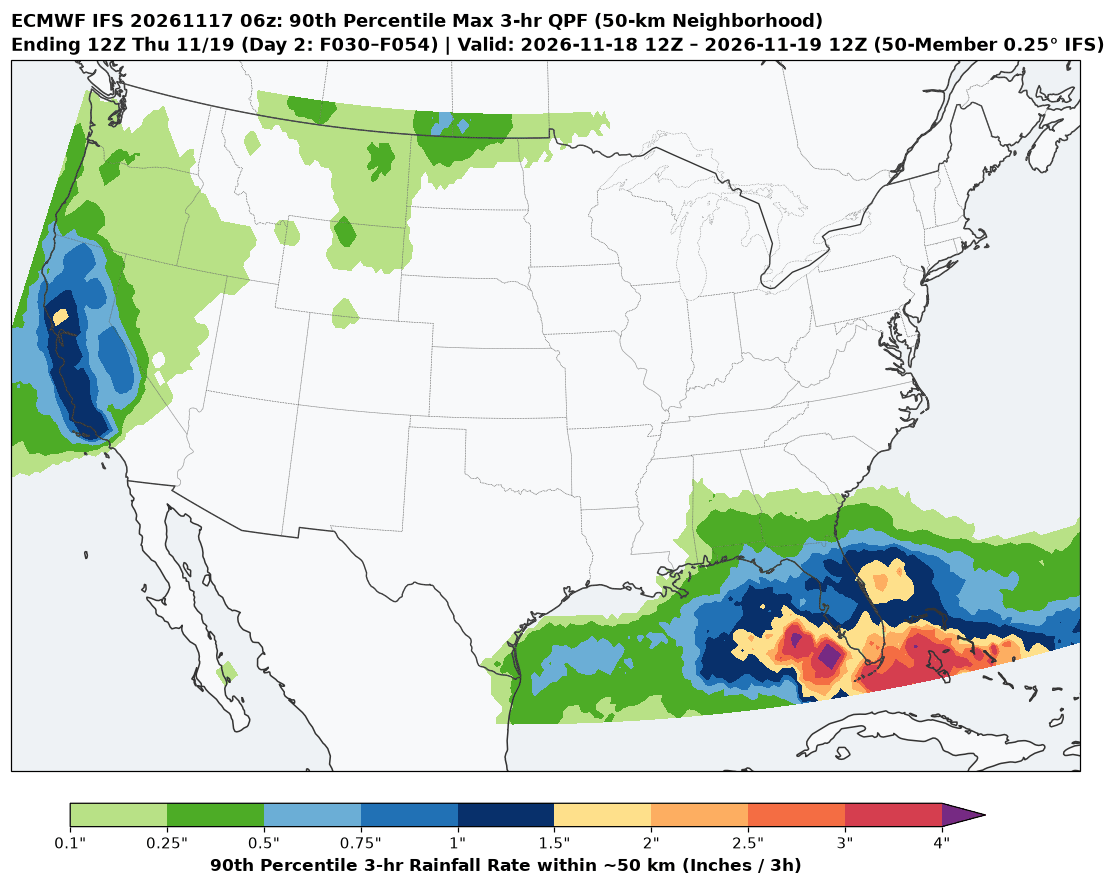 ECMWF IFS 20261117 06z: 90th Percentile Max 3-hr QPF (50-km Neighborhood)
Ending 12Z Thu 11/19 (Day 2: F030–F054) | Valid: 2026-11-18 12Z – 2026-11-19 12Z (50-Member 0.25° IFS)
0.1" 0.25" 0.5" 0.75" 1" 1.5" 2" 2.5" 3" 4"
90th Percentile 3-hr Rainfall Rate within ~50 km (Inches / 3h)